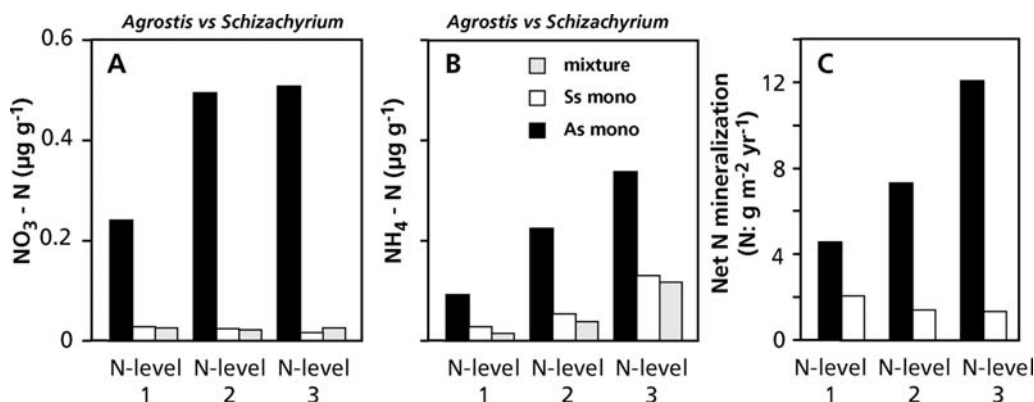 Agrostis vs Schizachyrium
A
NO₃ - N (µg g⁻¹)
0.6
0.4
0.2
0
N-level
1
N-level
2
N-level
3
Agrostis vs Schizachyrium
B
NH₄ - N (µg g⁻¹)
mixture
Ss mono
As mono
N-level
1
N-level
2
N-level
3
C
Net N mineralization
(N: g m⁻² yr⁻¹)
12
8
4
0
N-level
1
N-level
2
N-level
3